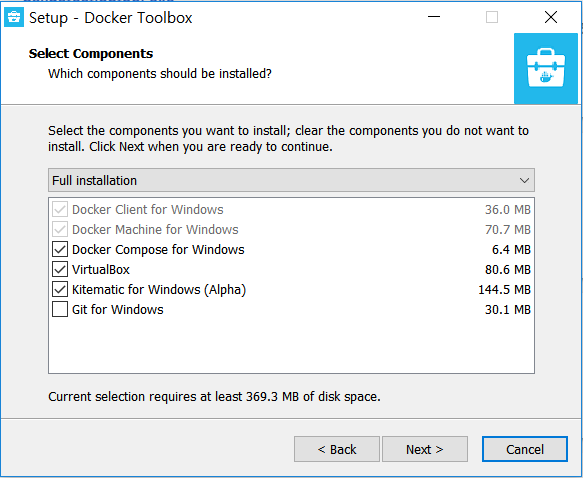 Setup - Docker Toolbox
Select Components
Which components should be installed?
Select the components you want to install; clear the components you do not want to
install. Click Next when you are ready to continue.
Full installation
Docker Client for Windows 36.0 MB
Docker Machine for Windows 70.7 MB
Docker Compose for Windows 6.4 MB
VirtualBox 80.6 MB
Kitematic for Windows (Alpha) 144.5 MB
Git for Windows 30.1 MB
Current selection requires at least 369.3 MB of disk space.
< Back Next > Cancel